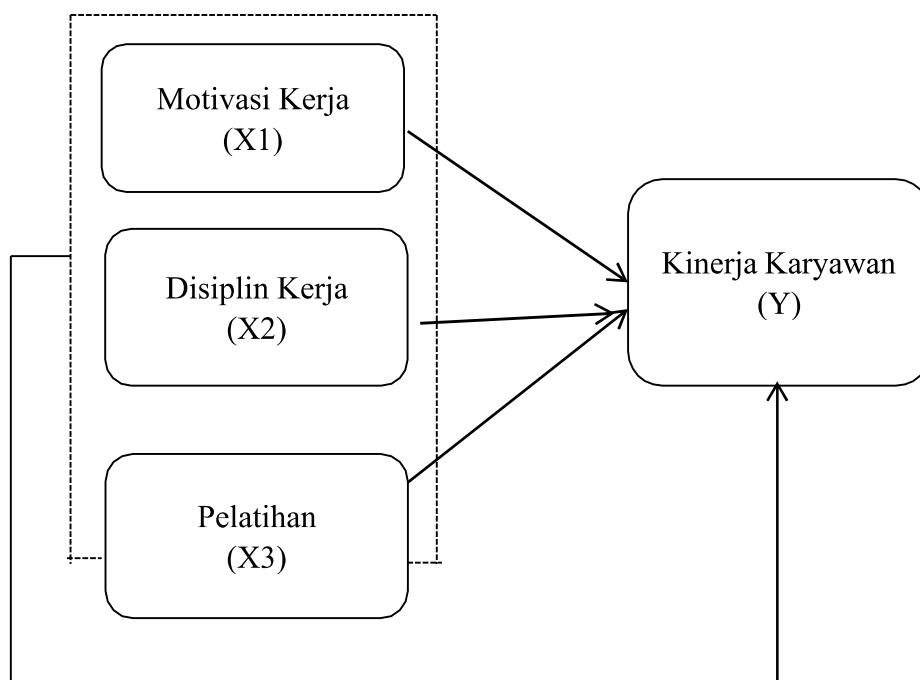 Motivasi Kerja
(X1)
Disiplin Kerja
(X2)
Pelatihan
(X3)
Kinerja Karyawan
(Y)